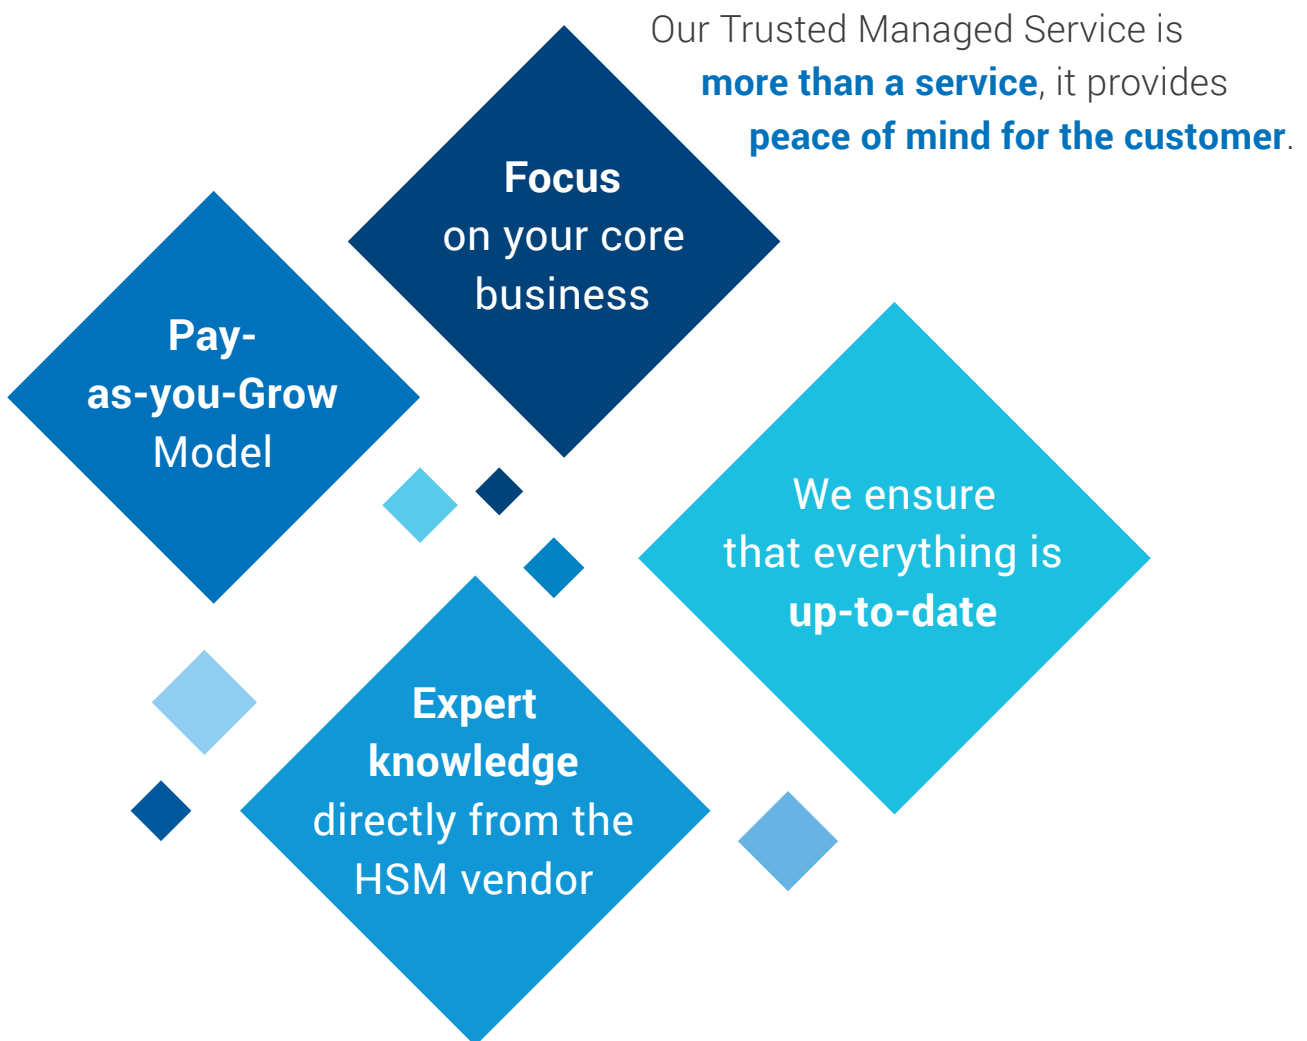 Our Trusted Managed Service is
more than a service, it provides
peace of mind for the customer.
Focus
on your core
business
Pay-
as-you-Grow
Model
We ensure
that everything is
up-to-date
Expert
knowledge
directly from the
HSM vendor